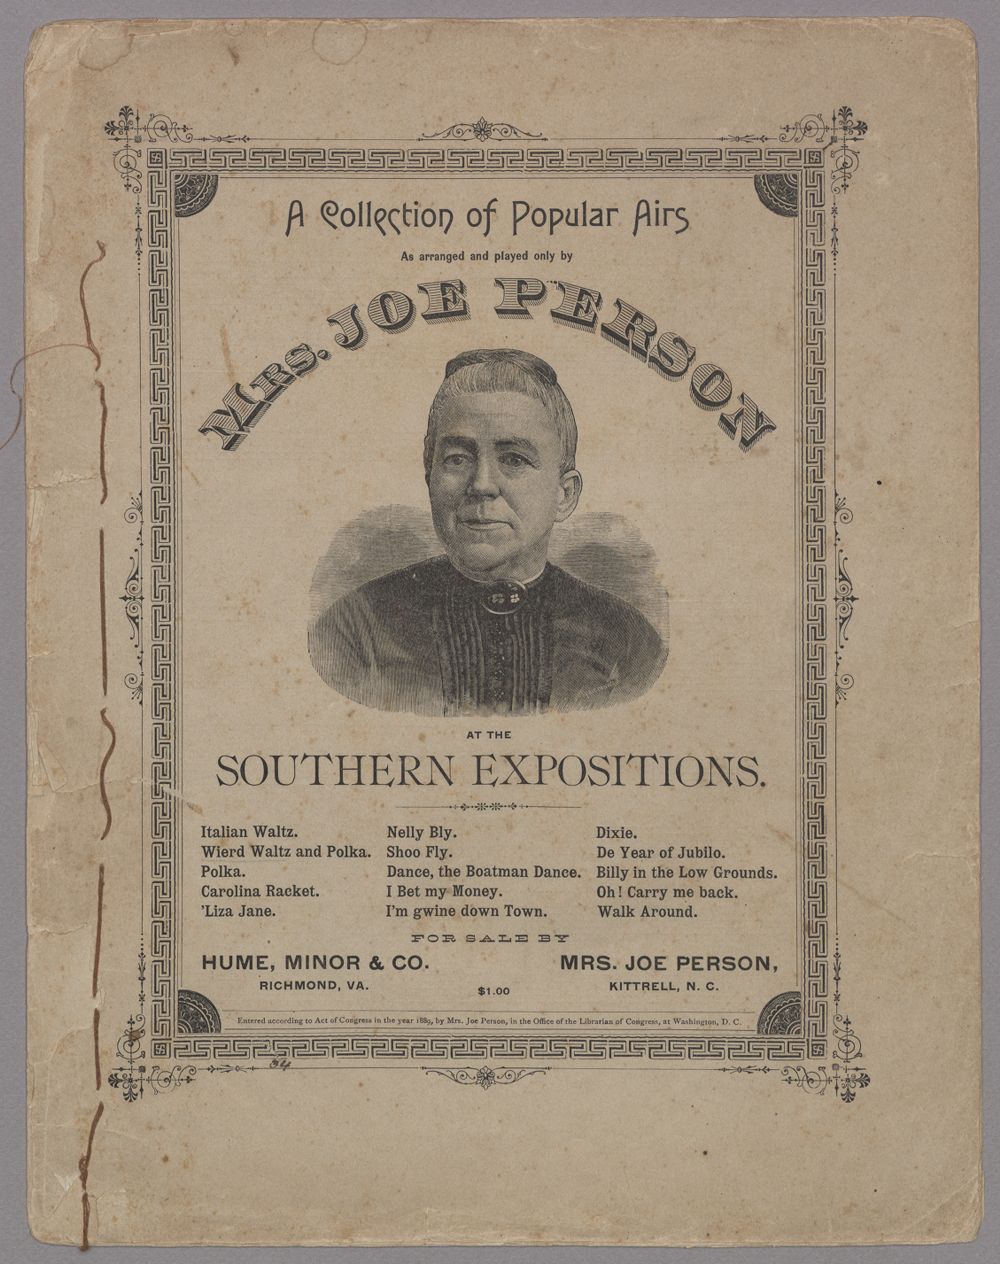 A Collection of Popular Airs
As arranged and played only by
MRS. JOE PERSON
AT THE
SOUTHERN EXPOSITIONS.
Italian Waltz.
Wierd Waltz and Polka.
Polka.
Carolina Racket.
'Liza Jane.
Nelly Bly.
Shoo Fly.
Dance, the Boatman Dance.
I Bet my Money.
I'm gwine down Town.
Dixie.
De Year of Jubilo.
Billy in the Low Grounds.
Oh! Carry me back.
Walk Around.
FOR SALE BY
HUME, MINOR & CO.
RICHMOND, VA.
$1.00
MRS. JOE PERSON,
KITTRELL, N. C.
Entered according to Act of Congress in the year 1889, by Mrs. Joe Person, in the Office of the Librarian of Congress, at Washington, D. C.
54